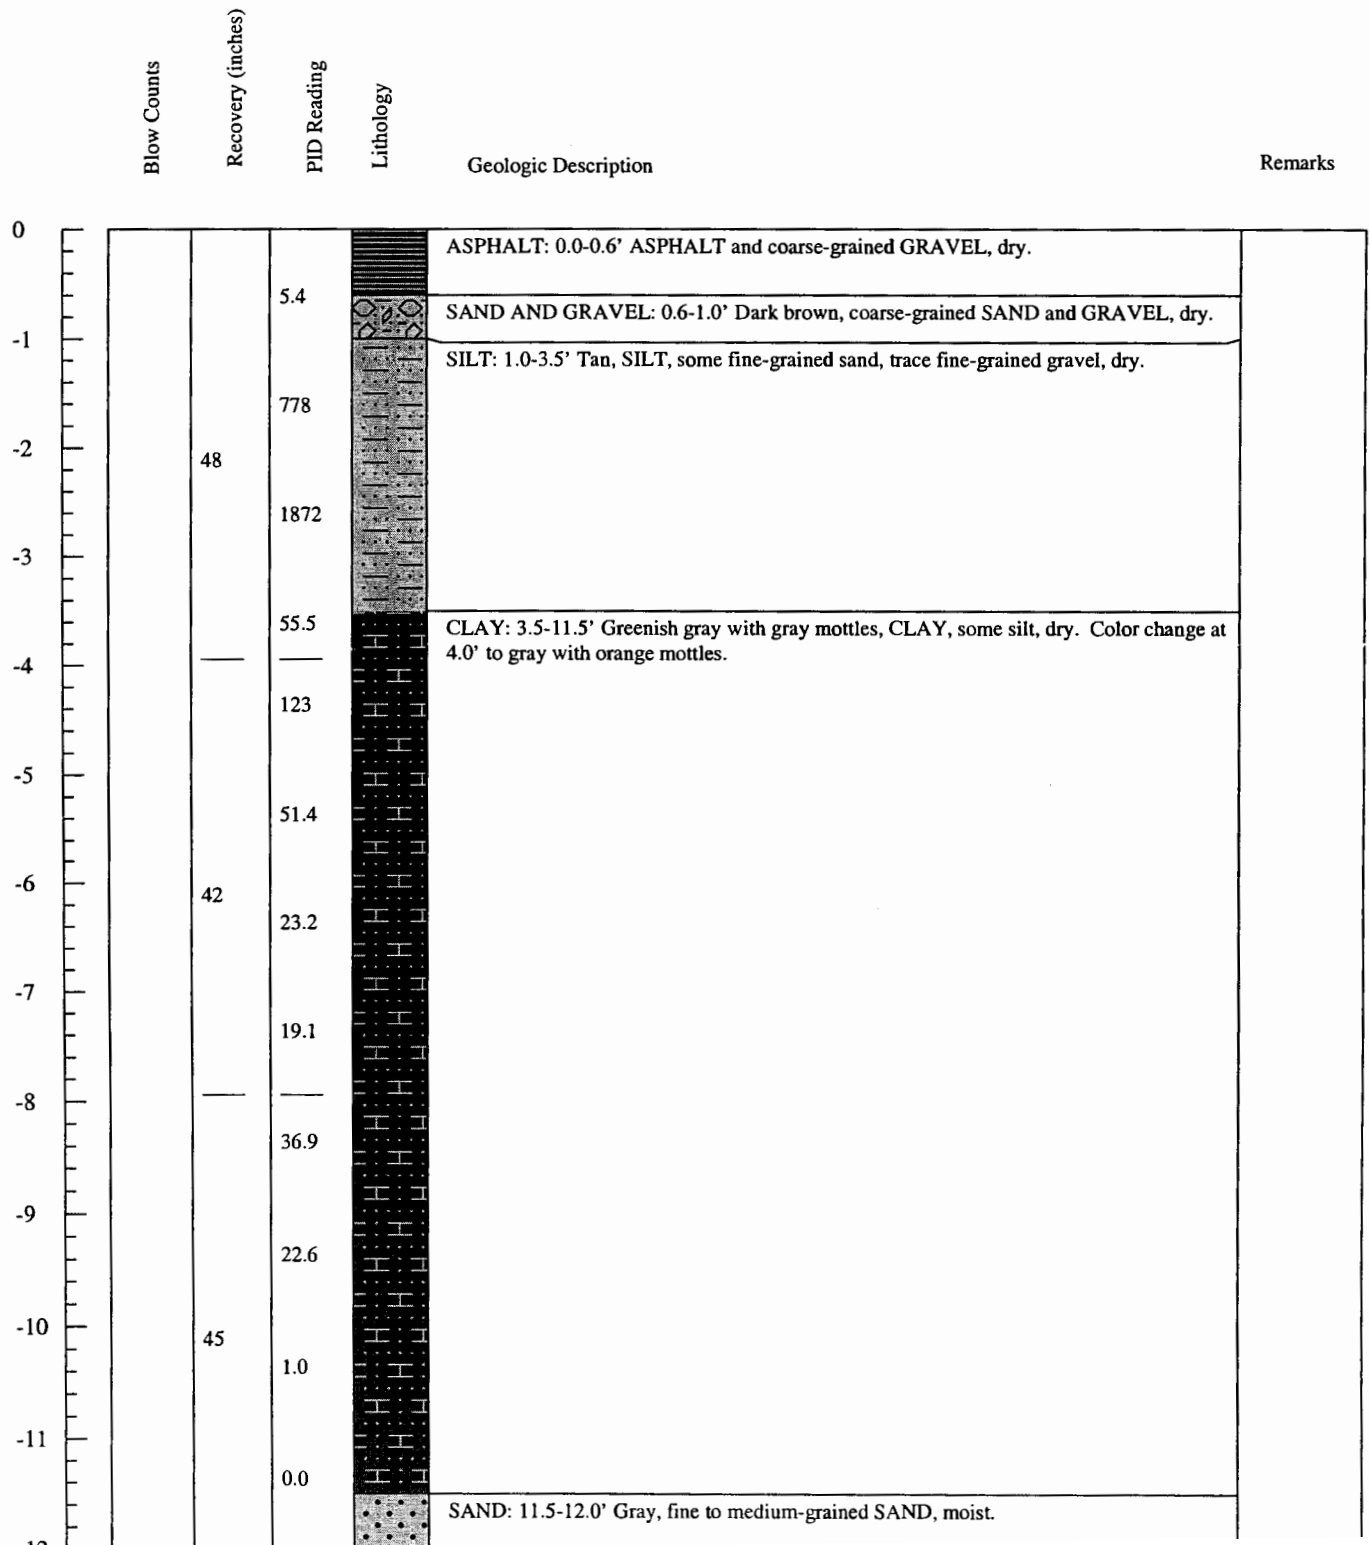 Blow Counts
Recovery (inches)
PID Reading
Lithology
Geologic Description
Remarks
0
ASPHALT: 0.0-0.6’ ASPHALT and coarse-grained GRAVEL, dry.
5.4
SAND AND GRAVEL: 0.6-1.0’ Dark brown, coarse-grained SAND and GRAVEL, dry.
-1
SILT: 1.0-3.5’ Tan, SILT, some fine-grained sand, trace fine-grained gravel, dry.
778
-2
48
1872
-3
55.5
CLAY: 3.5-11.5’ Greenish gray with gray mottles, CLAY, some silt, dry. Color change at
4.0’ to gray with orange mottles.
-4
123
-5
51.4
-6
42
23.2
-7
19.1
-8
36.9
-9
22.6
-10
45
1.0
-11
0.0
SAND: 11.5-12.0’ Gray, fine to medium-grained SAND, moist.